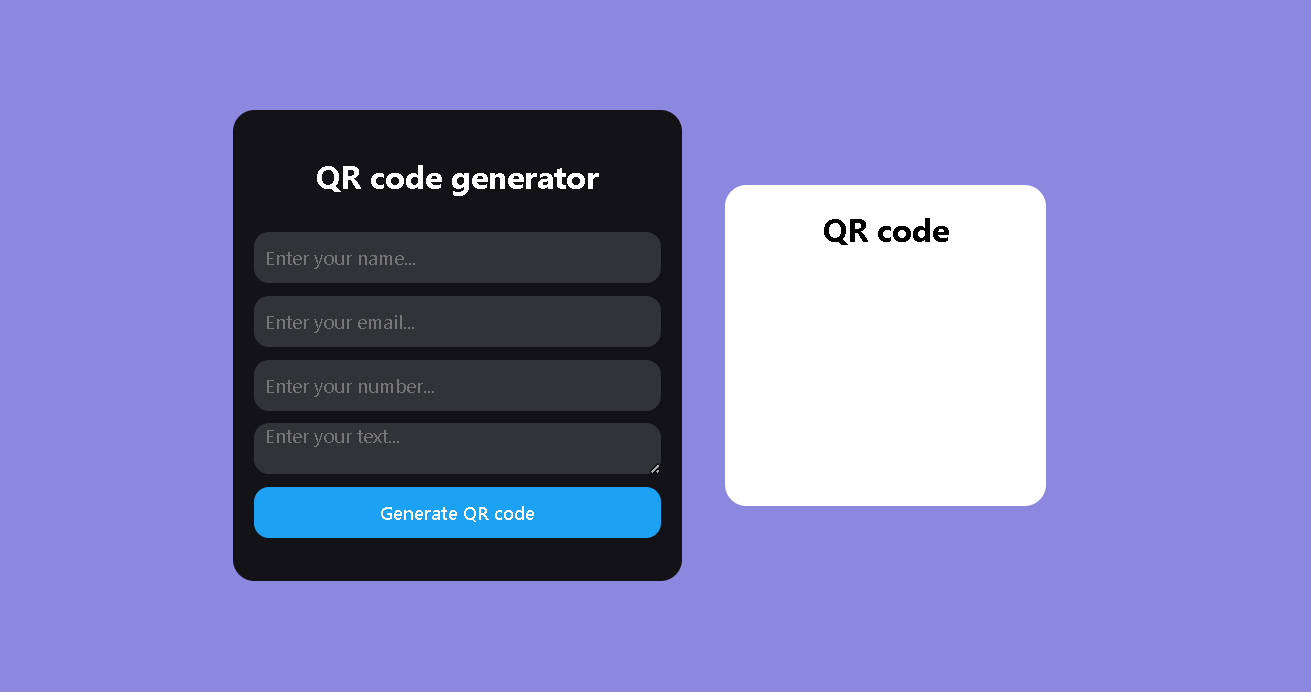 QR code generator
Enter your name...
Enter your email...
Enter your number...
Enter your text...
Generate QR code
QR code